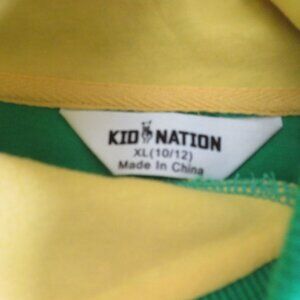 KID NATION
XL(10/12)
Made In China